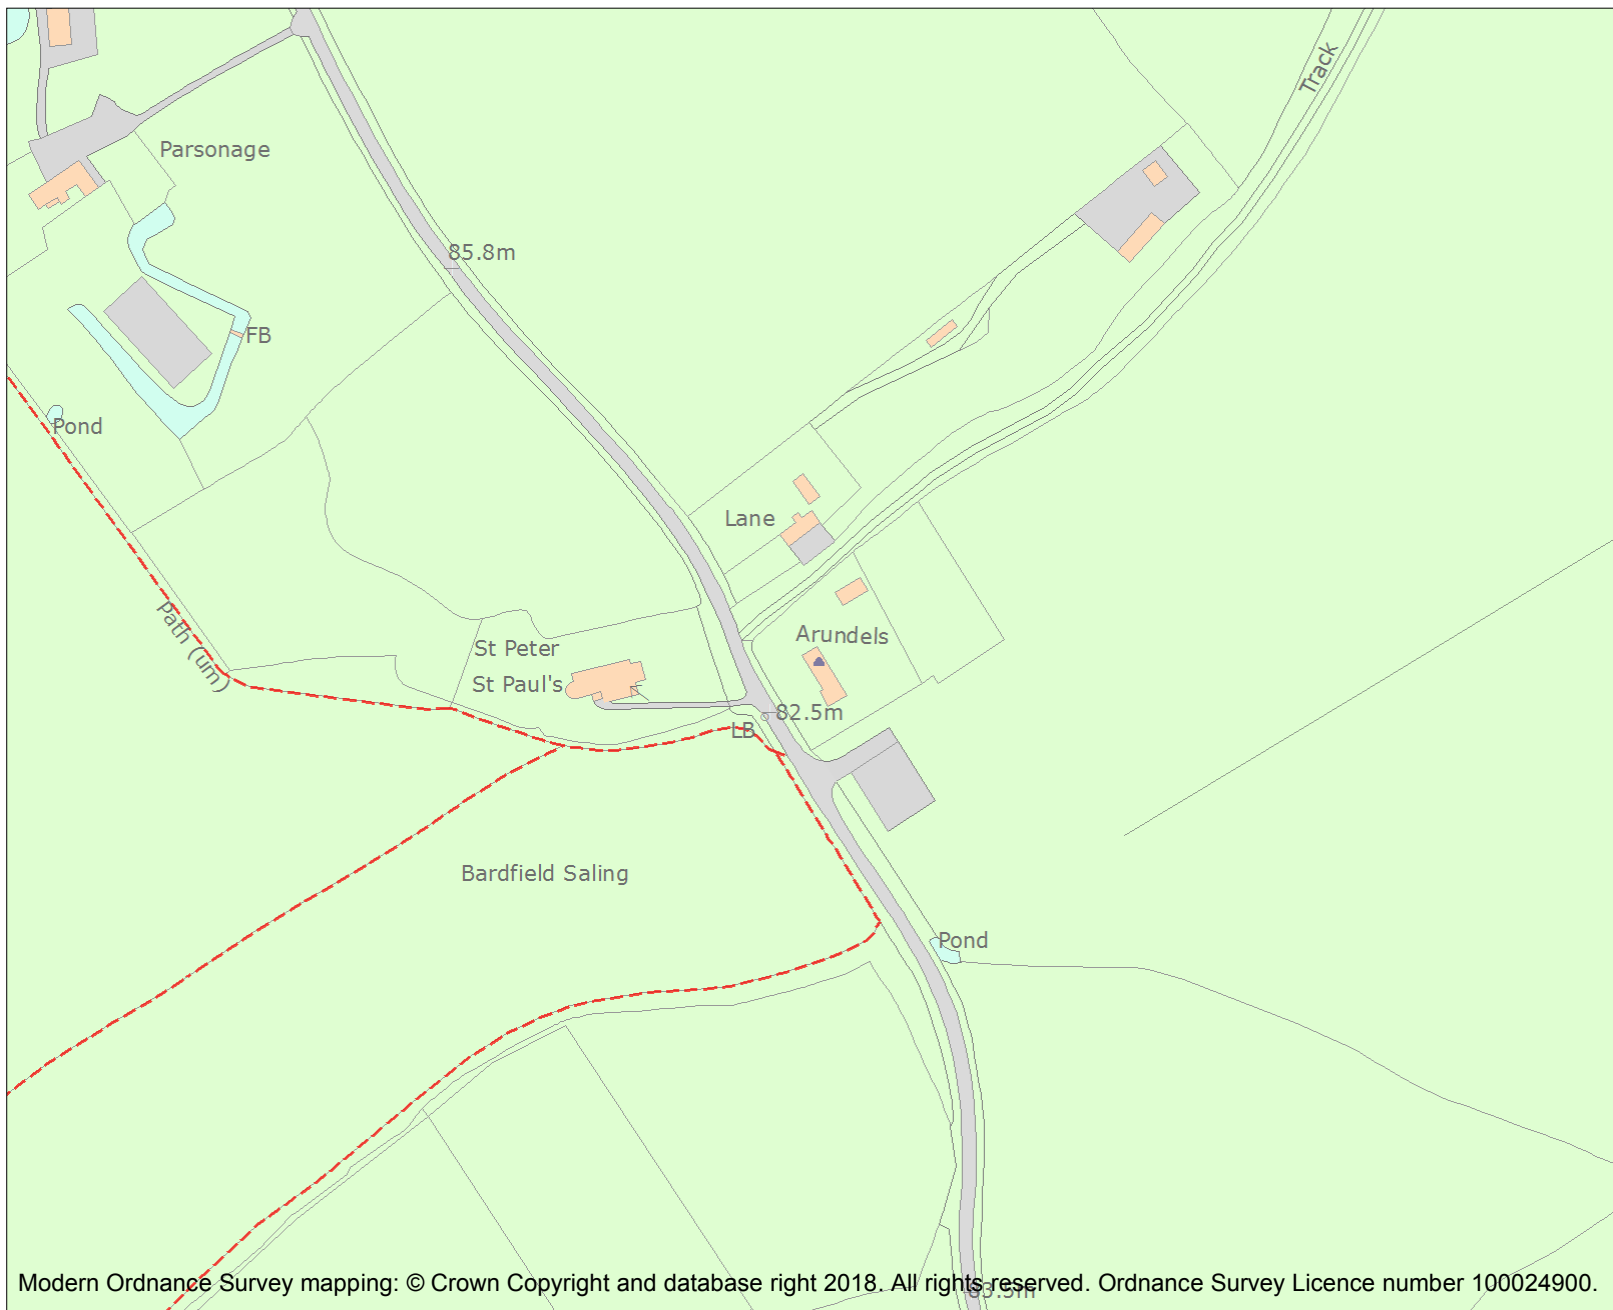 Track
Parsonage
85.8m
FB
Pond
Lane
Path (um)
St Peter
St Paul's
Arundels
82.5m
LB
Bardfield Saling
Pond
83.5m
Modern Ordnance Survey mapping: © Crown Copyright and database right 2018. All rights reserved. Ordnance Survey Licence number 100024900.